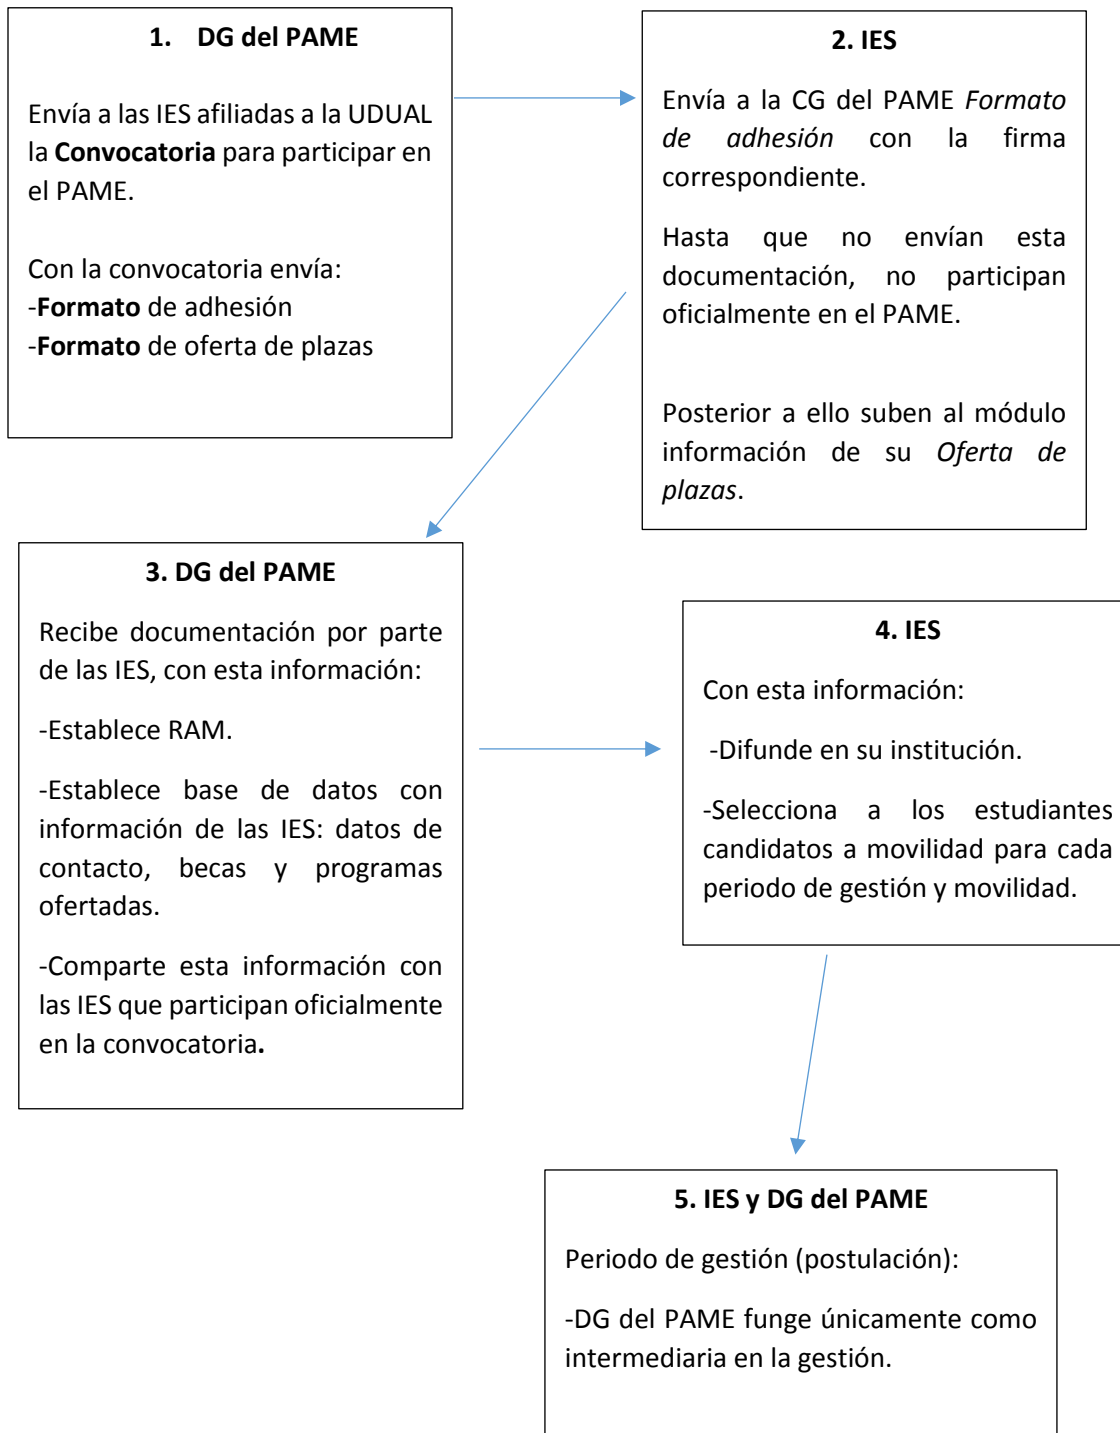 1. DG del PAME
Envía a las IES afiliadas a la UDUAL
la Convocatoria para participar en
el PAME.
Con la convocatoria envía:
-Formato de adhesión
-Formato de oferta de plazas
2. IES
Envía a la CG del PAME Formato
de adhesión con la firma
correspondiente.
Hasta que no envían esta
documentación, no participan
oficialmente en el PAME.
Posterior a ello suben al módulo
información de su Oferta de
plazas.
3. DG del PAME
Recibe documentación por parte
de las IES, con esta información:
-Establece RAM.
-Establece base de datos con
información de las IES: datos de
contacto, becas y programas
ofertadas.
-Comparte esta información con
las IES que participan oficialmente
en la convocatoria.
4. IES
Con esta información:
-Difunde en su institución.
-Selecciona a los estudiantes
candidatos a movilidad para cada
periodo de gestión y movilidad.
5. IES y DG del PAME
Periodo de gestión (postulación):
-DG del PAME funge únicamente como
intermediaria en la gestión.